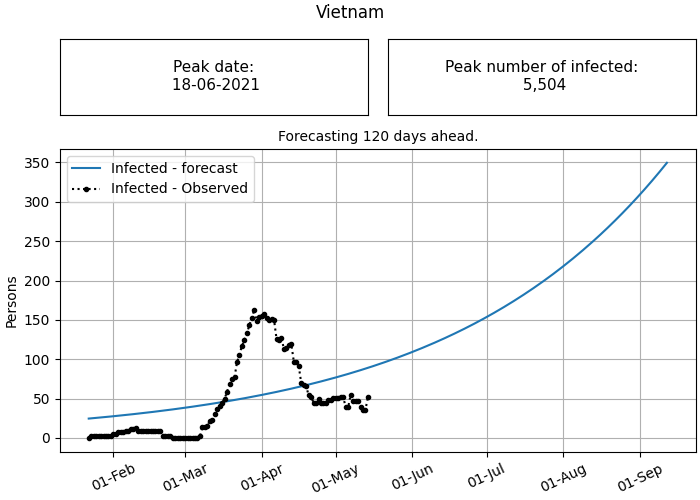 Vietnam
Peak date:
18-06-2021
Peak number of infected:
5,504
Forecasting 120 days ahead.
Infected - forecast
Infected - Observed
Persons
350
300
250
200
150
100
50
0
01-Feb
01-Mar
01-Apr
01-May
01-Jun
01-Jul
01-Aug
01-Sep